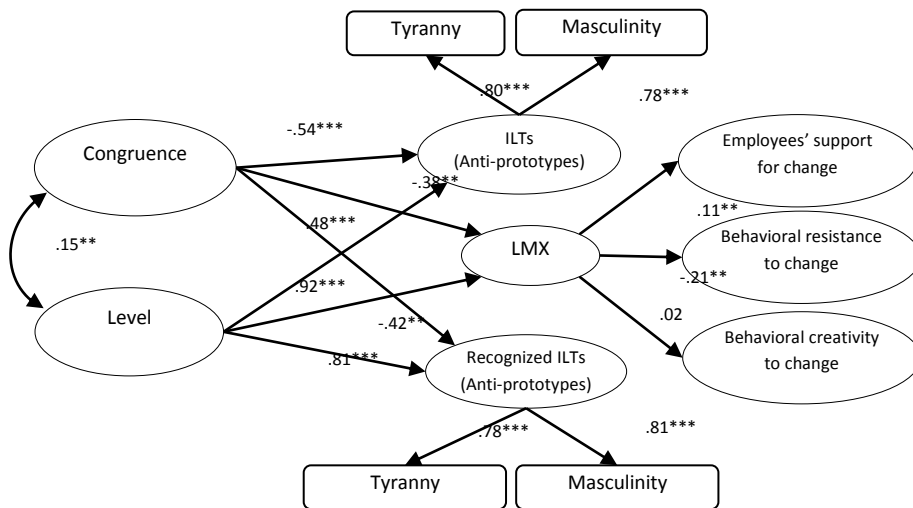 Tyranny
Masculinity
.80***
.78***
-.54***
ILTs
(Anti-prototypes)
Employees’ support
for change
Congruence
-.38**
.48***
.11**
.15**
LMX
Behavioral resistance
to change
-.21**
.92***
Level
-.42**
.02
Behavioral creativity
to change
.81***
Recognized ILTs
(Anti-prototypes)
.78***
.81***
Tyranny
Masculinity